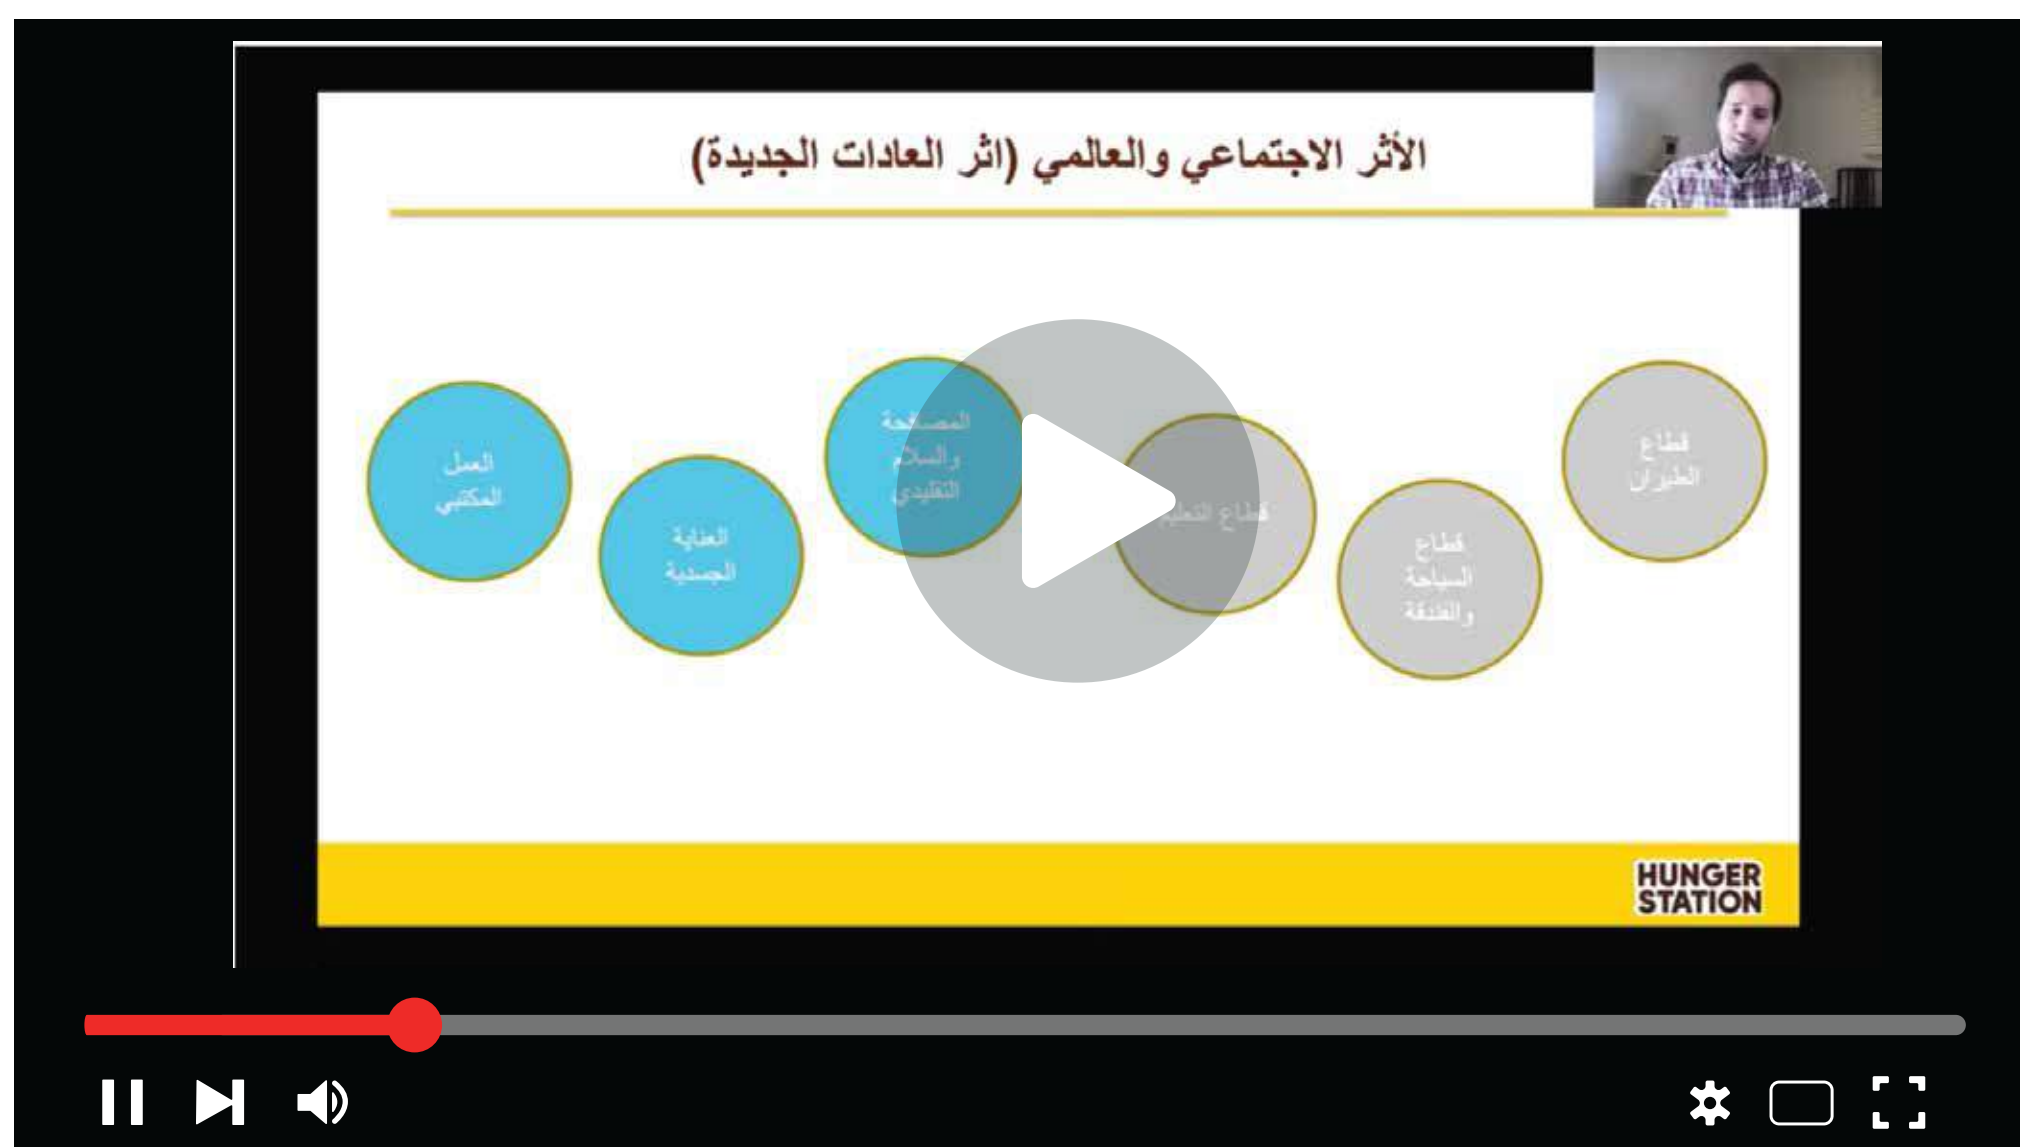 الأثر الاجتماعي والعالمي (اثر العادات الجديدة)
قطاع
الطيران
قطاع
السياحة
والفندقة
قطاع التعليم
المصافحة
والسلام
التقليدي
العناية
الجسدية
العمل
المكتبي
HUNGER
STATION